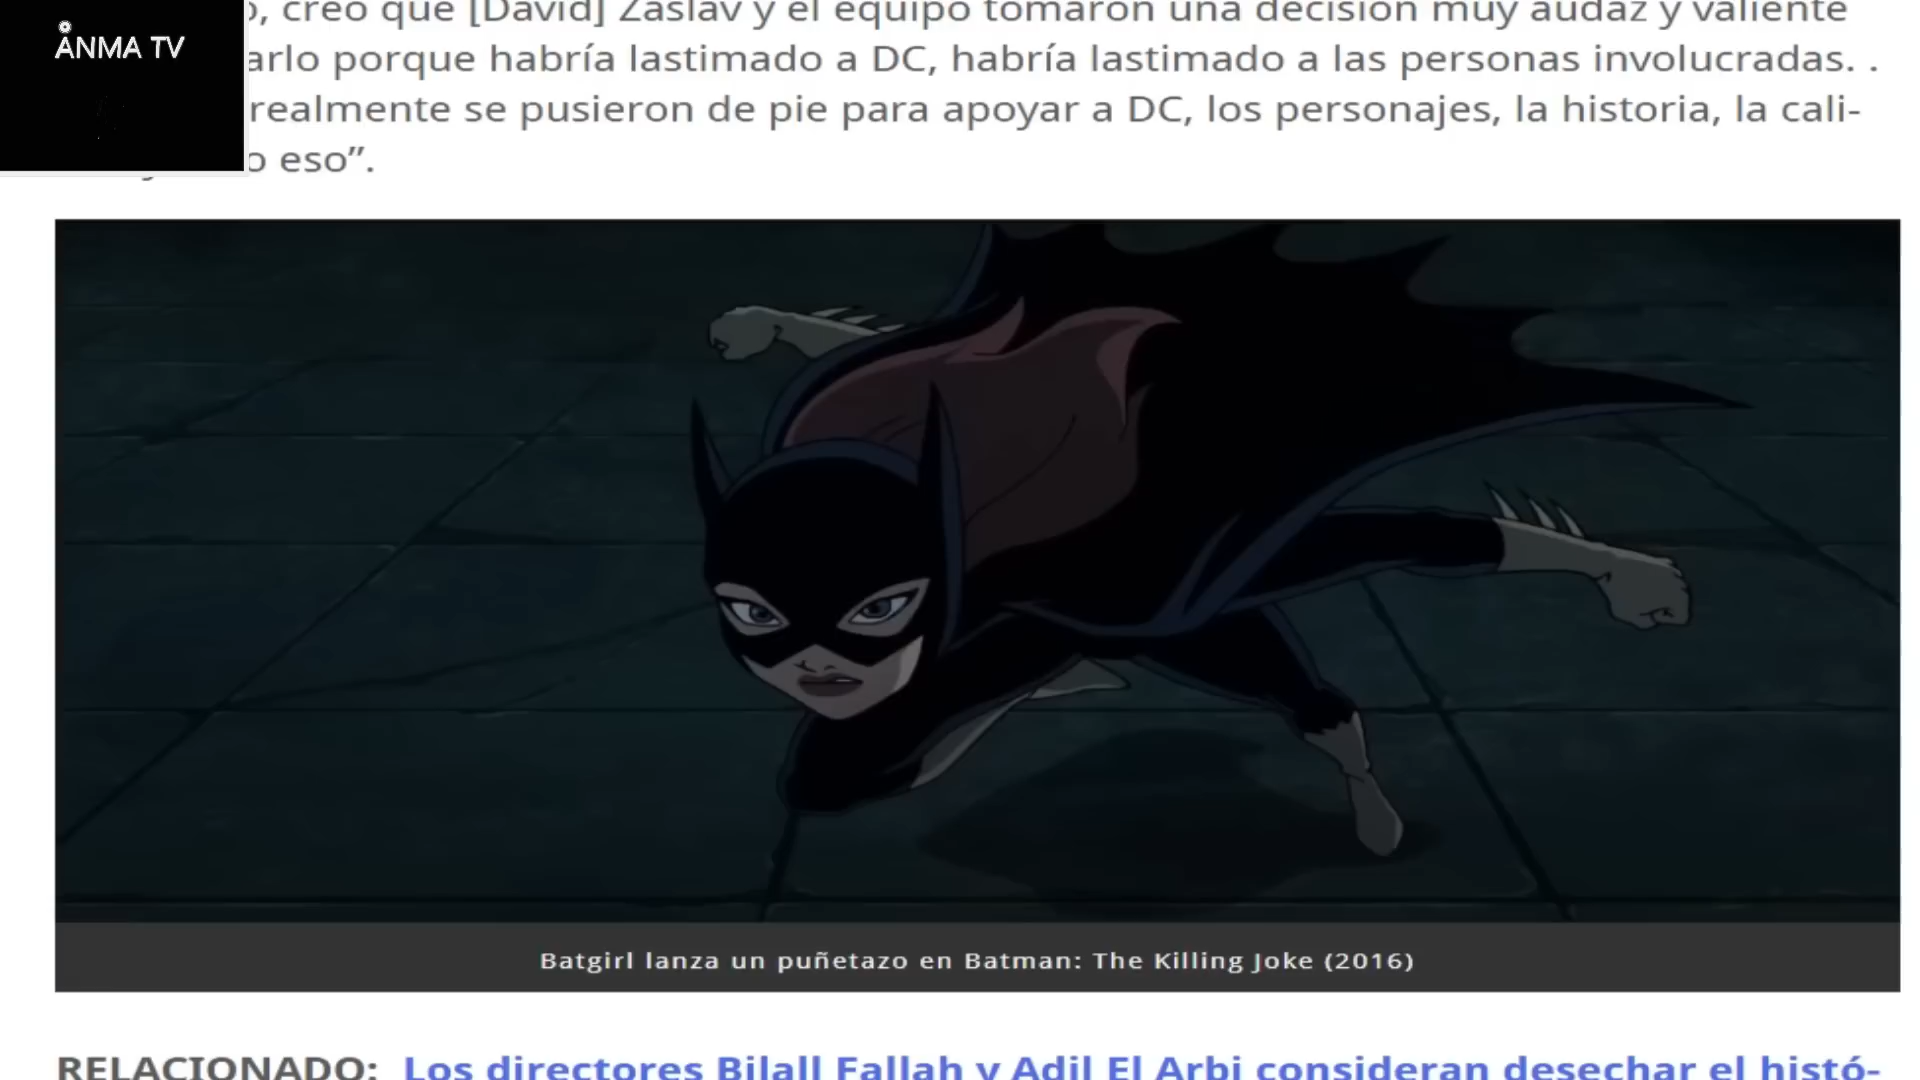 ÅNMA TV
, creo que [David] Zaslav y el equipo tomaron una decisión muy audaz y valiente
arlo porque habría lastimado a DC, habría lastimado a las personas involucradas. .
realmente se pusieron de pie para apoyar a DC, los personajes, la historia, la cali-
o eso”.
Batgirl lanza un puñetazo en Batman: The Killing Joke (2016)
RELACIONADO: Los directores Bilall Fallah y Adil El Arbi consideran desechar el histó-